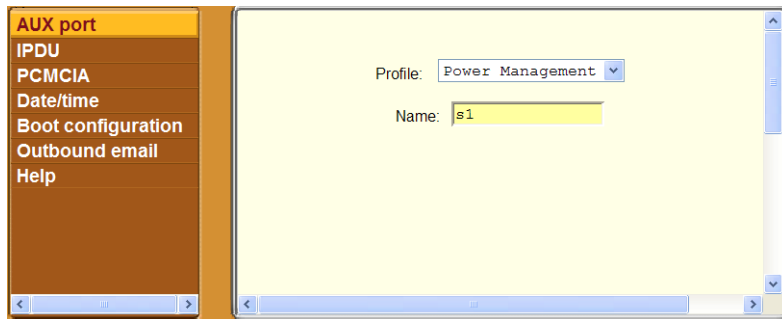 AUX port
IPDU
PCMCIA
Date/time
Boot configuration
Outbound email
Help
Profile: Power Management
Name: s1